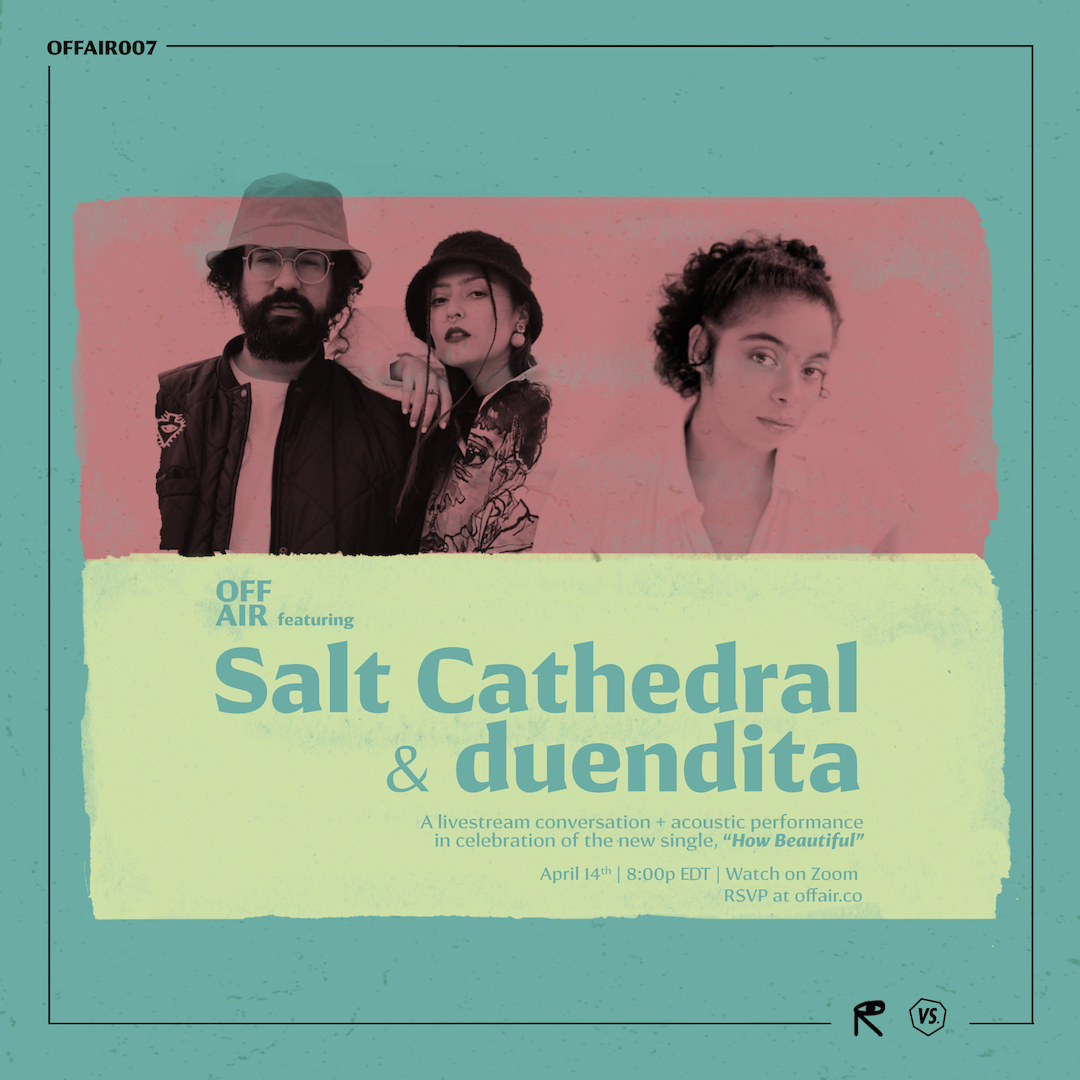 OFFAIR007
OFF
AIR featuring
Salt Cathedral
& duendita
A livestream conversation + acoustic performance
in celebration of the new single, “How Beautiful”
April 14th | 8:00p EDT | Watch on Zoom
RSVP at offair.co
VS.